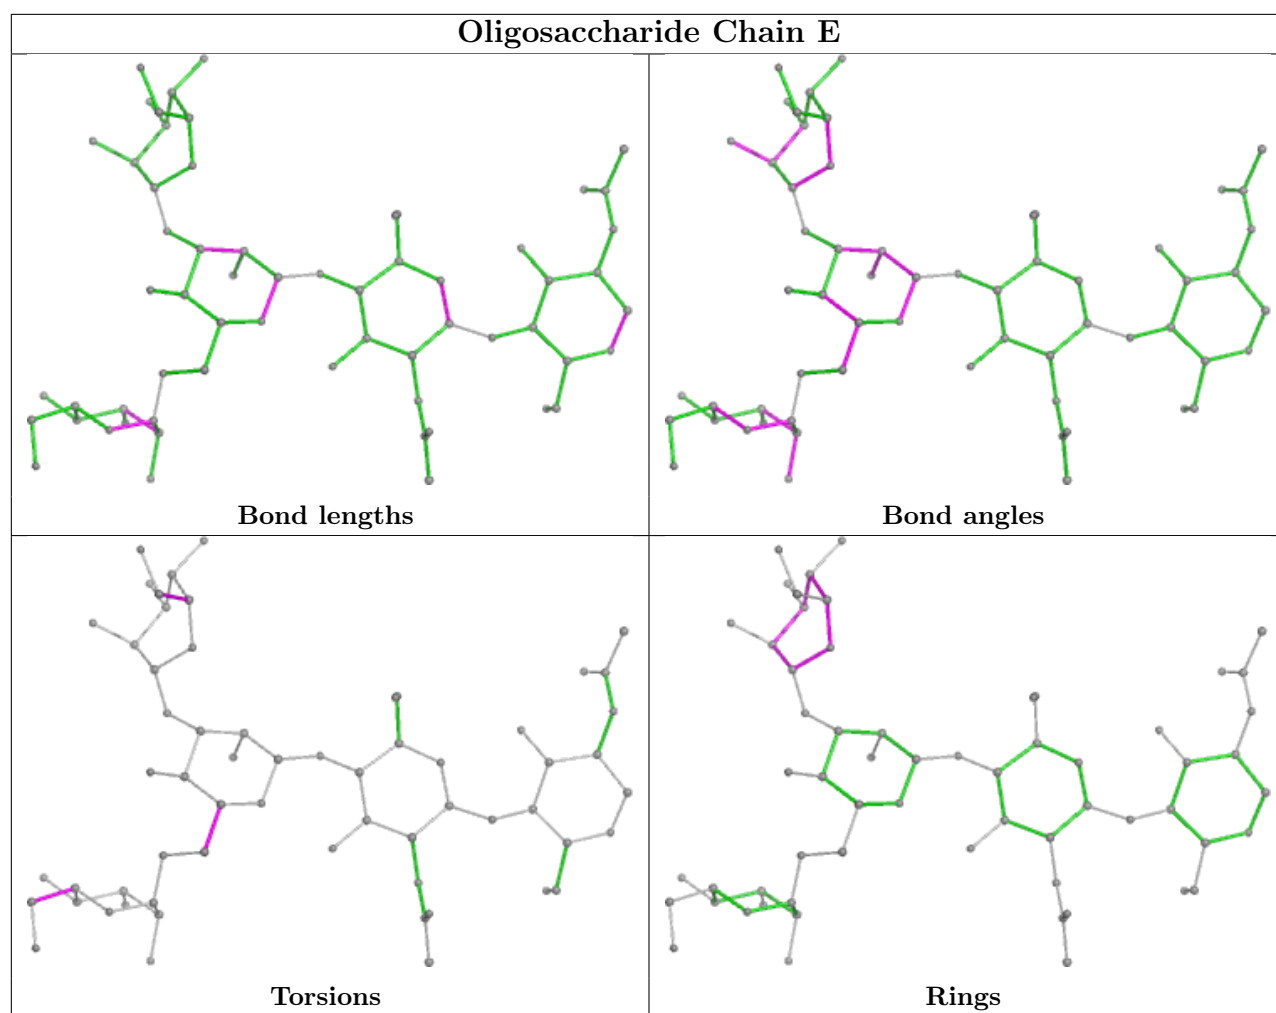 Oligosaccharide Chain E
Bond lengths
Bond angles
Torsions
Rings